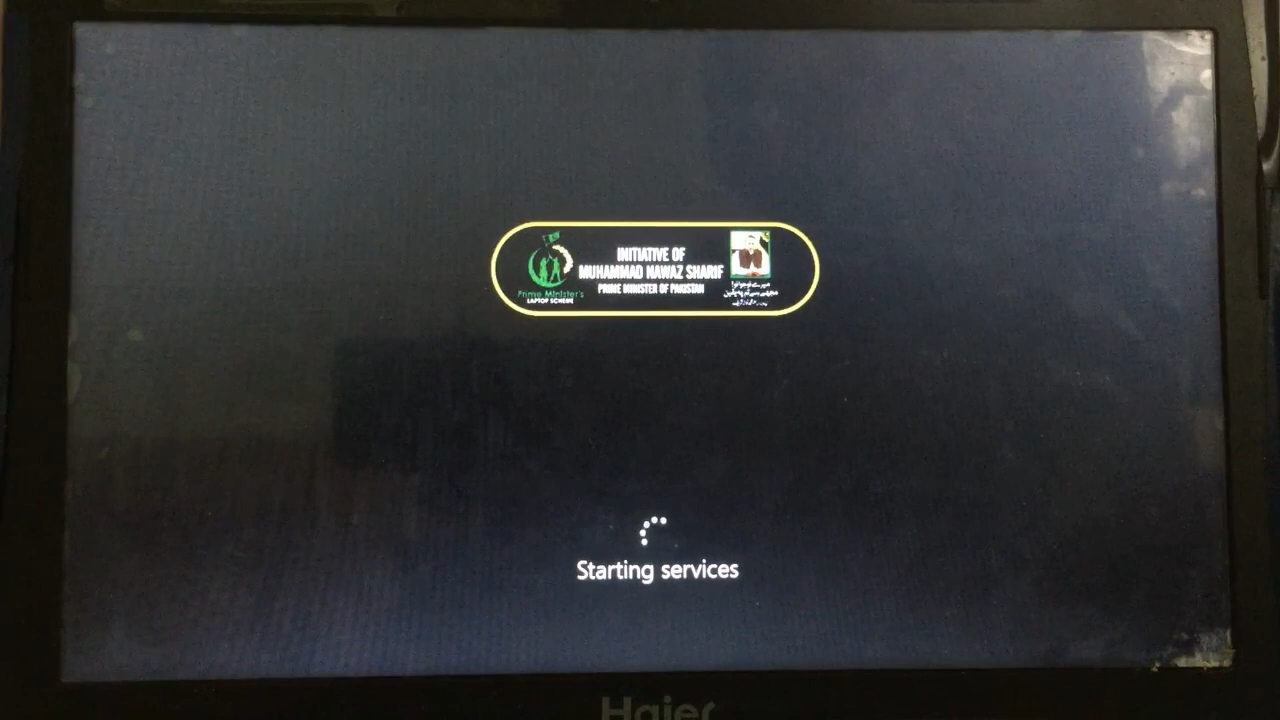 INITIATIVE OF
MUHAMMAD NAWAZ SHARIF
PRIME MINISTER OF PAKISTAN
Prime Minister's
LAPTOP SCHEME
Starting services
Haier